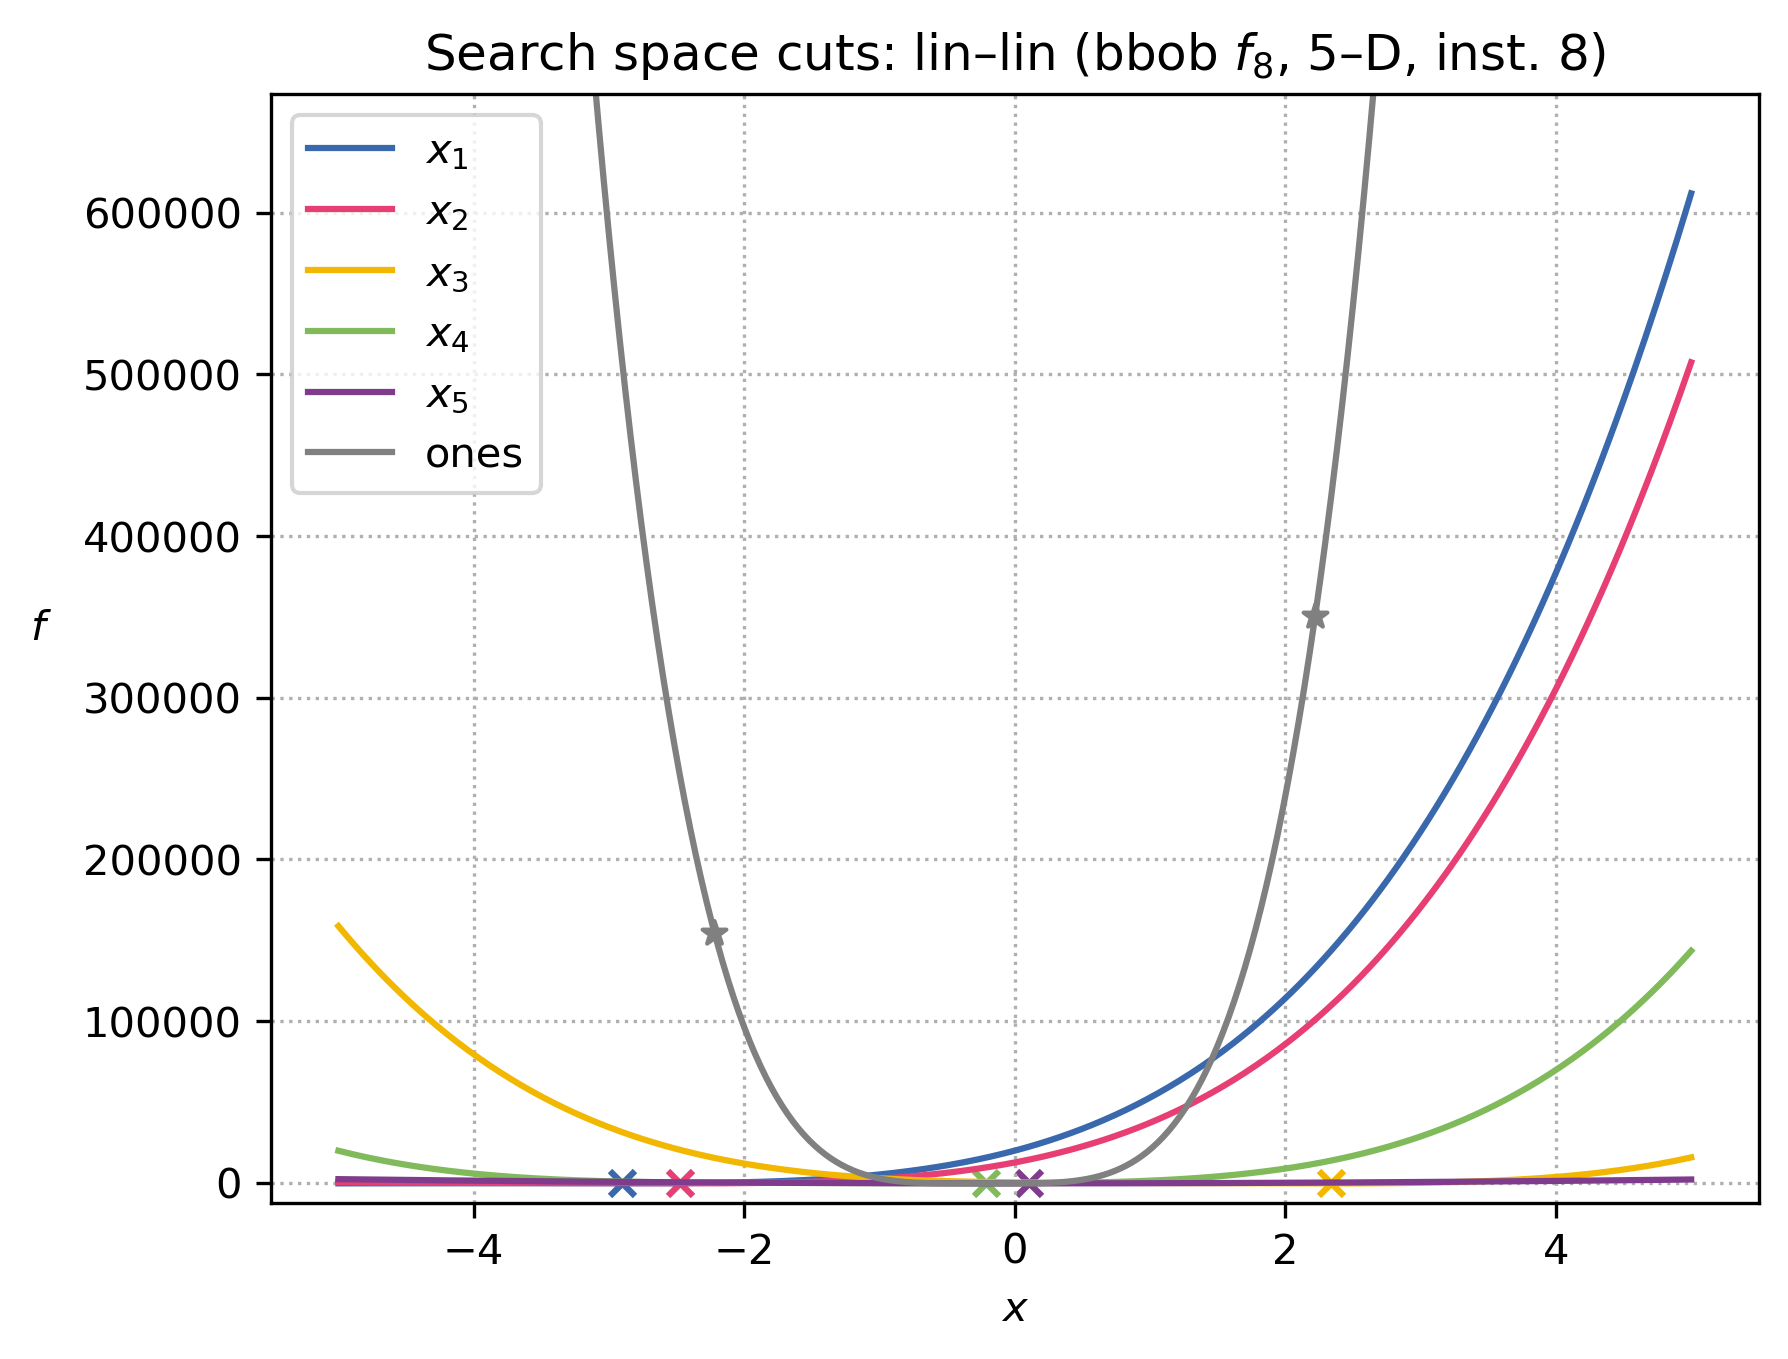 Search space cuts: lin–lin (bbob f₈, 5–D, inst. 8)
x₁
x₂
x₃
x₄
x₅
ones
600000
500000
400000
300000
200000
100000
0
f
−4 −2 0 2 4
x